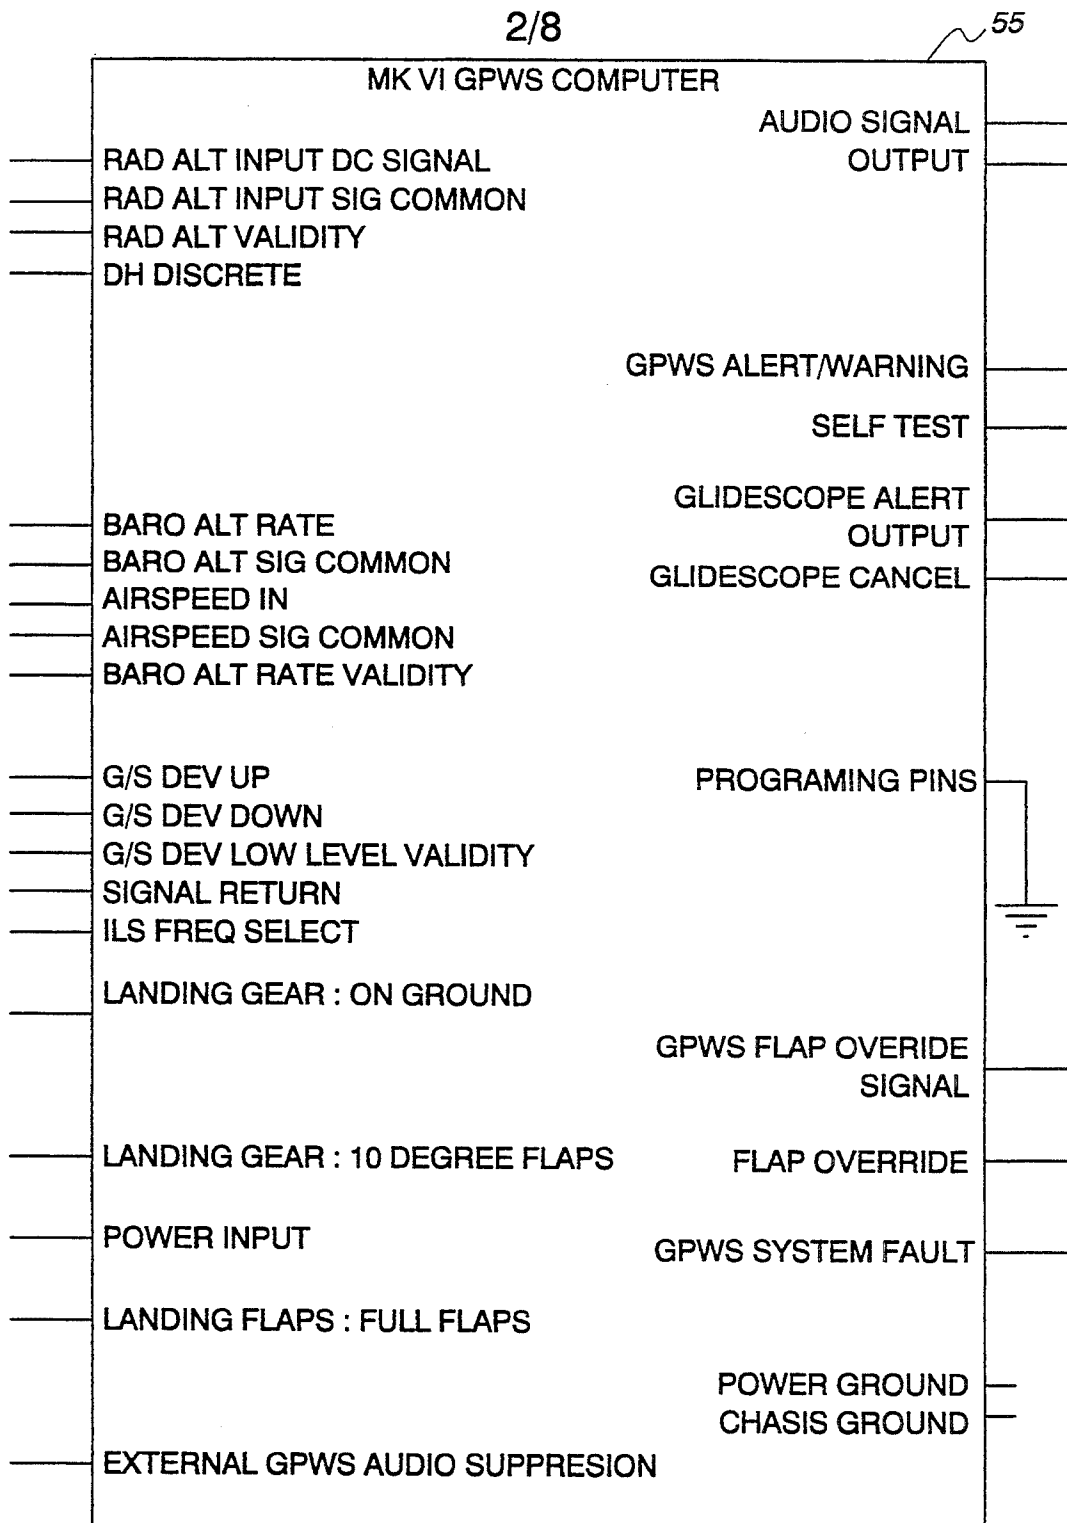 2/8
55
MK VI GPWS COMPUTER
AUDIO SIGNAL
OUTPUT
RAD ALT INPUT DC SIGNAL
RAD ALT INPUT SIG COMMON
RAD ALT VALIDITY
DH DISCRETE
GPWS ALERT/WARNING
SELF TEST
GLIDESCOPE ALERT
OUTPUT
GLIDESCOPE CANCEL
BARO ALT RATE
BARO ALT SIG COMMON
AIRSPEED IN
AIRSPEED SIG COMMON
BARO ALT RATE VALIDITY
G/S DEV UP
G/S DEV DOWN
G/S DEV LOW LEVEL VALIDITY
SIGNAL RETURN
ILS FREQ SELECT
PROGRAMING PINS
LANDING GEAR : ON GROUND
GPWS FLAP OVERIDE
SIGNAL
LANDING GEAR : 10 DEGREE FLAPS
FLAP OVERRIDE
POWER INPUT
GPWS SYSTEM FAULT
LANDING FLAPS : FULL FLAPS
POWER GROUND
CHASIS GROUND
EXTERNAL GPWS AUDIO SUPPRESION